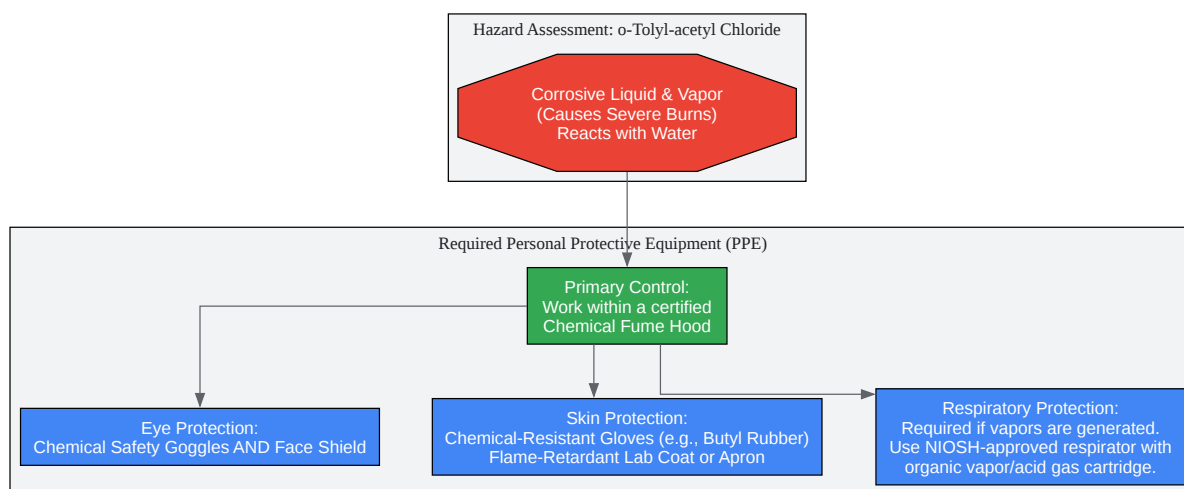 Hazard Assessment: o-Tolyl-acetyl Chloride
Corrosive Liquid & Vapor
(Causes Severe Burns)
Reacts with Water
Required Personal Protective Equipment (PPE)
Primary Control:
Work within a certified
Chemical Fume Hood
Eye Protection:
Chemical Safety Goggles AND Face Shield
Skin Protection:
Chemical-Resistant Gloves (e.g., Butyl Rubber)
Flame-Retardant Lab Coat or Apron
Respiratory Protection:
Required if vapors are generated.
Use NIOSH-approved respirator with
organic vapor/acid gas cartridge.